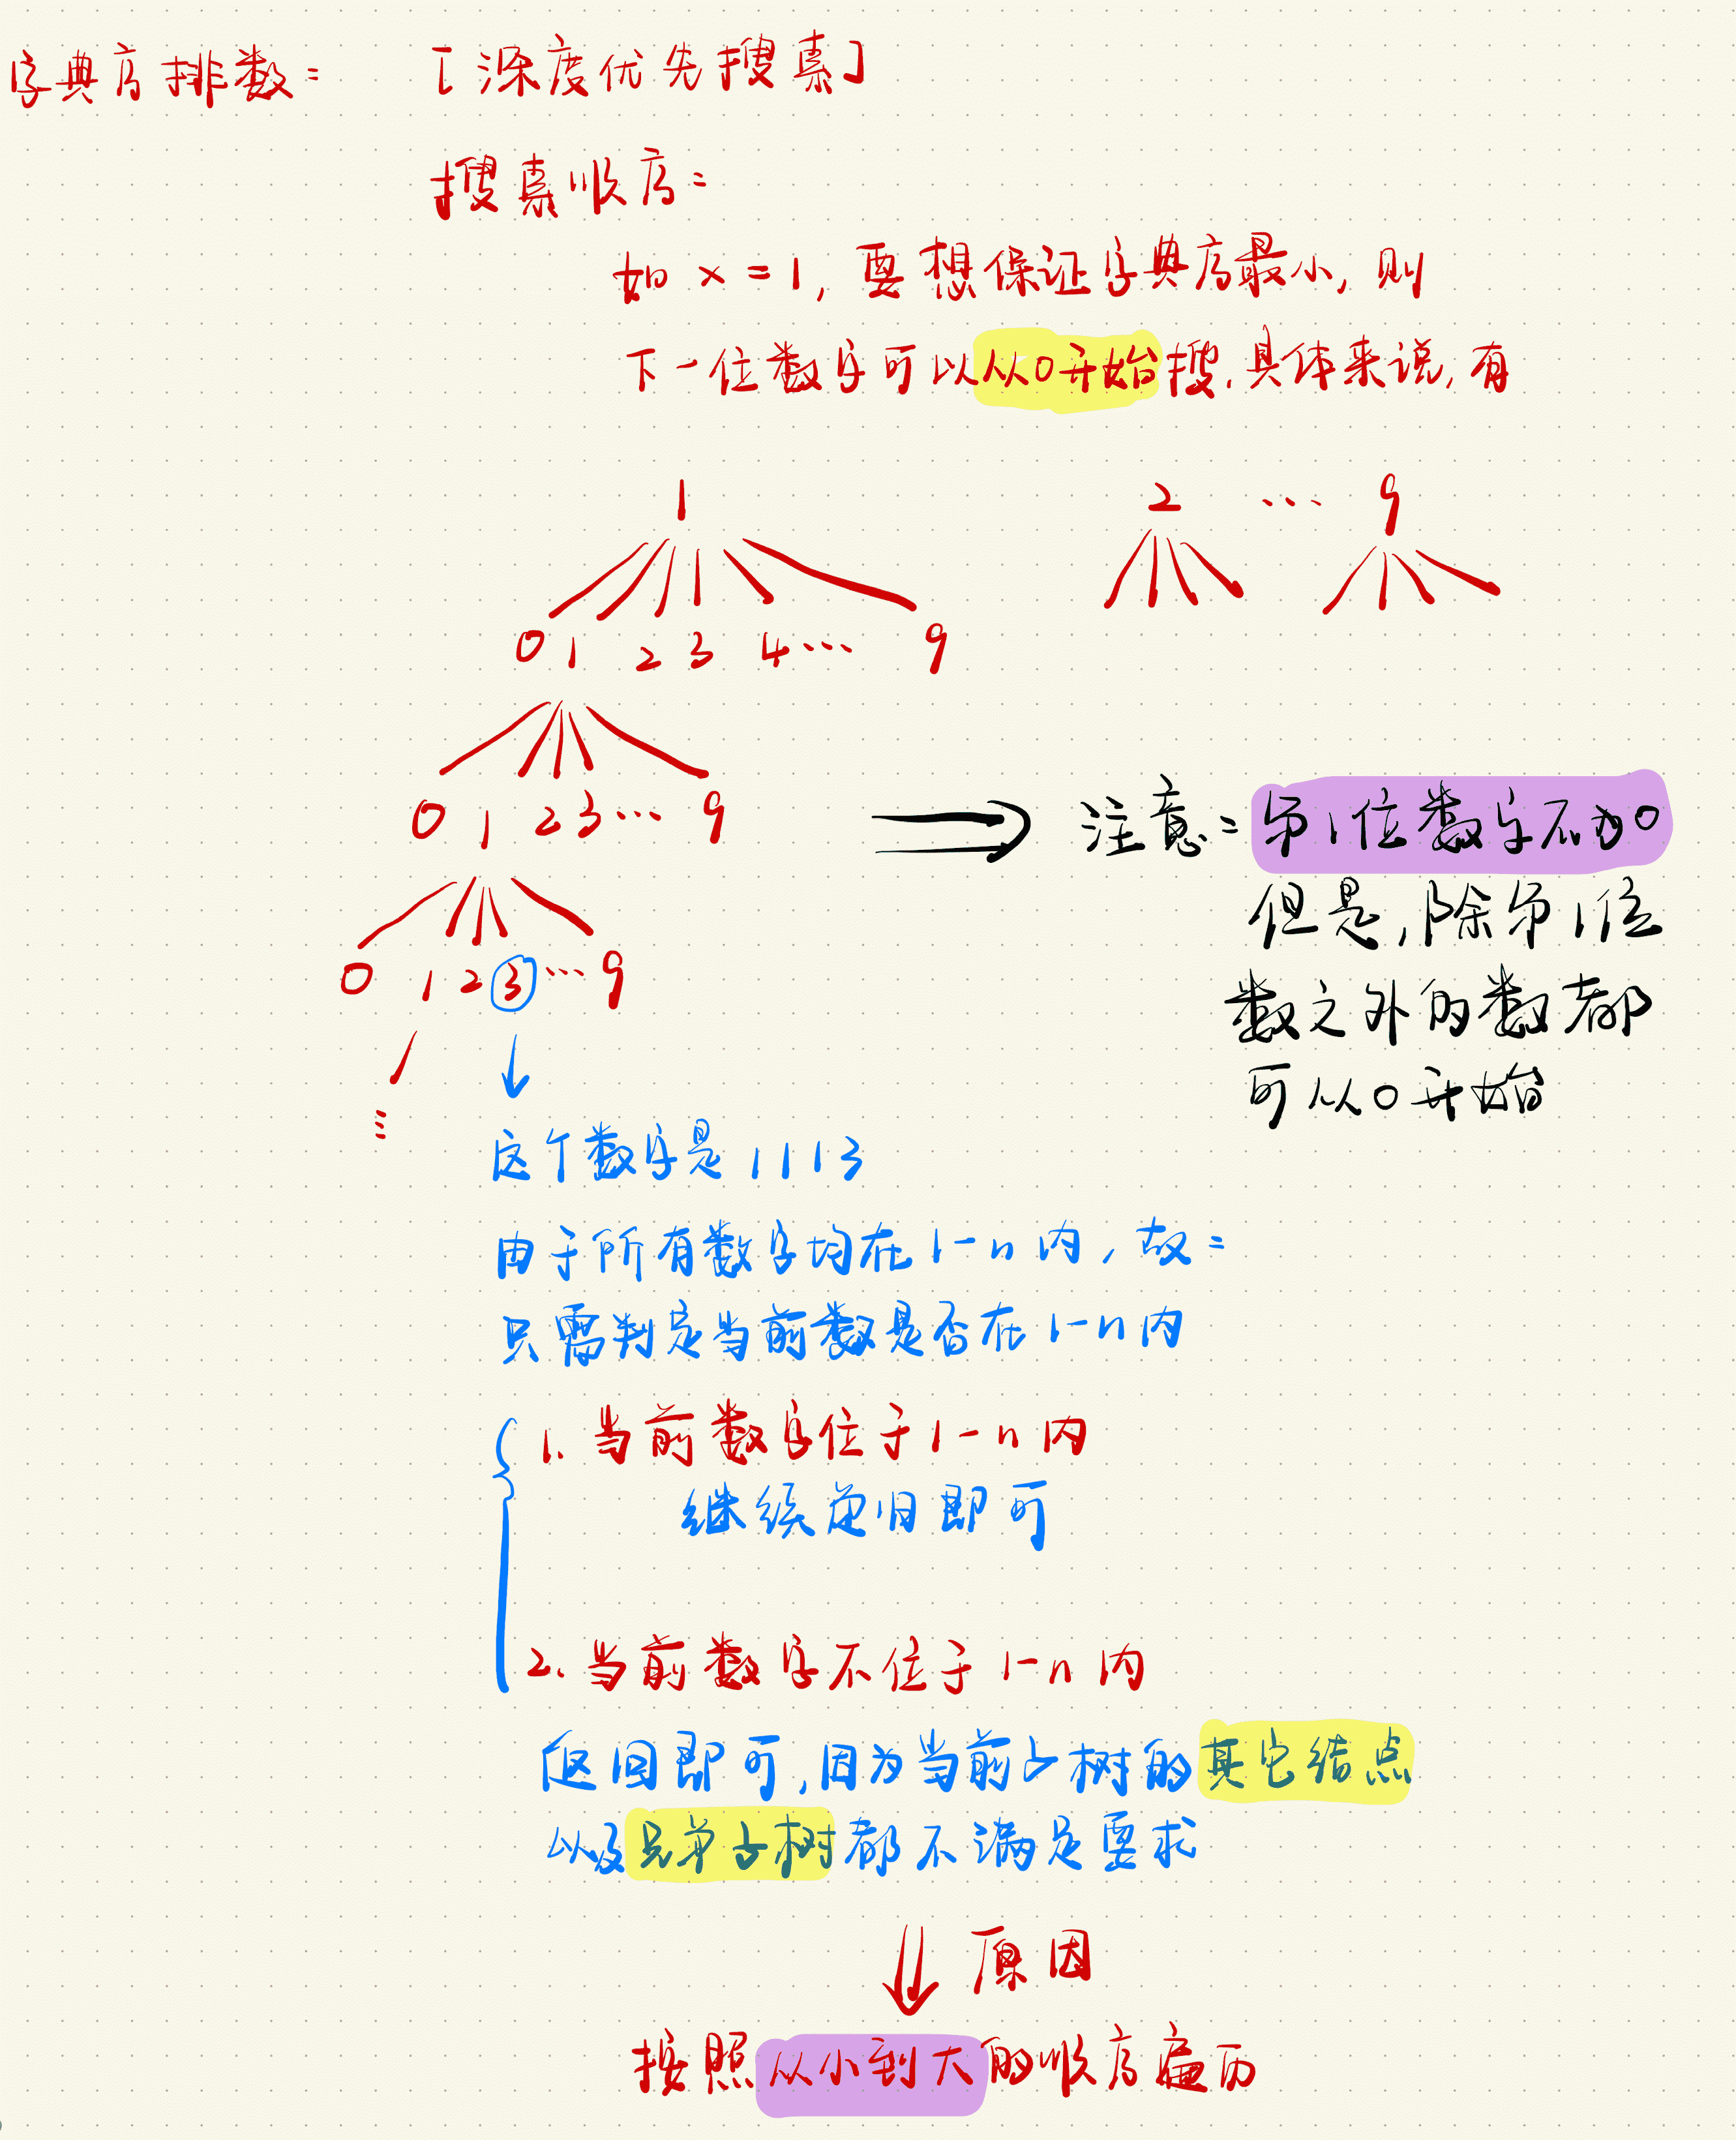 字典序排数： [深度优先搜索]
搜索顺序：
如 x = 1, 要想保证字典序最小, 则
下一位数字可以从0开始搜, 具体来说, 有
1 2 ... 9
0 1 2 3 4 ... 9
0 1 2 3 ... 9
0 1 2 3 ... 9
⋮
注意：第1位数字不为0
但是, 除第1位
数之外的数都
可从0开始
这个数字是1113
由于所有数字均在1-n内, 故：
只需判定当前数是否在1-n内
1. 当前数字位于1-n内
继续递归即可
2. 当前数字不位于1-n内
返回即可, 因为当前子树的其它结点
以及兄弟子树都不满足要求
原因
按照从小到大的顺序遍历